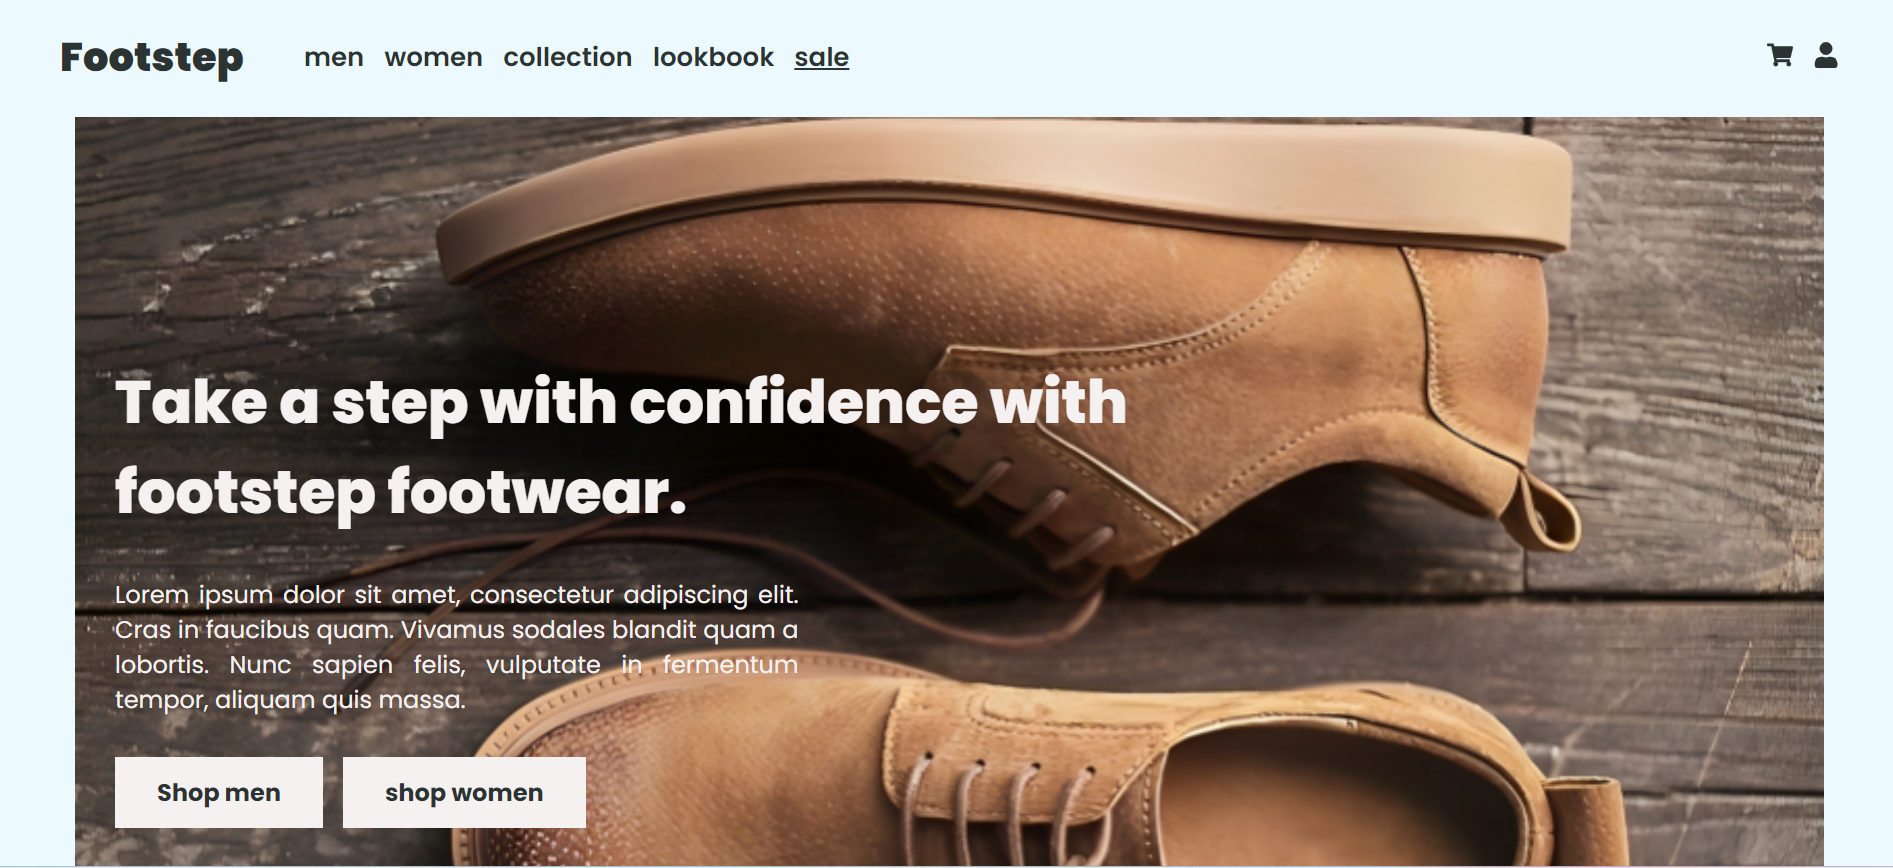 Footstep
men women collection lookbook sale
Take a step with confidence with
footstep footwear.
Lorem ipsum dolor sit amet, consectetur adipiscing elit.
Cras in faucibus quam. Vivamus sodales blandit quam a
lobortis. Nunc sapien felis, vulputate in fermentum
tempor, aliquam quis massa.
Shop men shop women